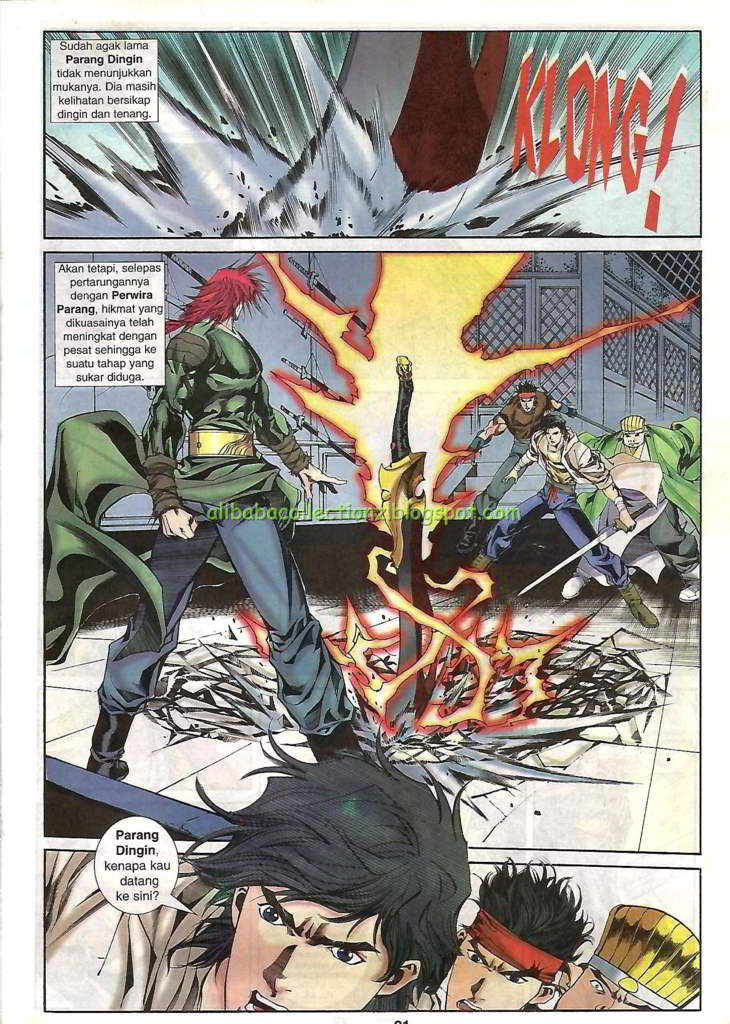 Sudah agak lama
Parang Dingin
tidak menunjukkan
mukanya. Dia masih
kelihatan bersikap
dingin dan tenang.
KLONG!
Akan tetapi, selepas
pertarungannya
dengan Perwira
Parang, hikmat yang
dikuasainya telah
meningkat dengan
pesat sehingga ke
suatu tahap yang
sukar diduga.
alibabacollectionz.blogspot.com
Parang
Dingin,
kenapa kau
datang
ke sini?